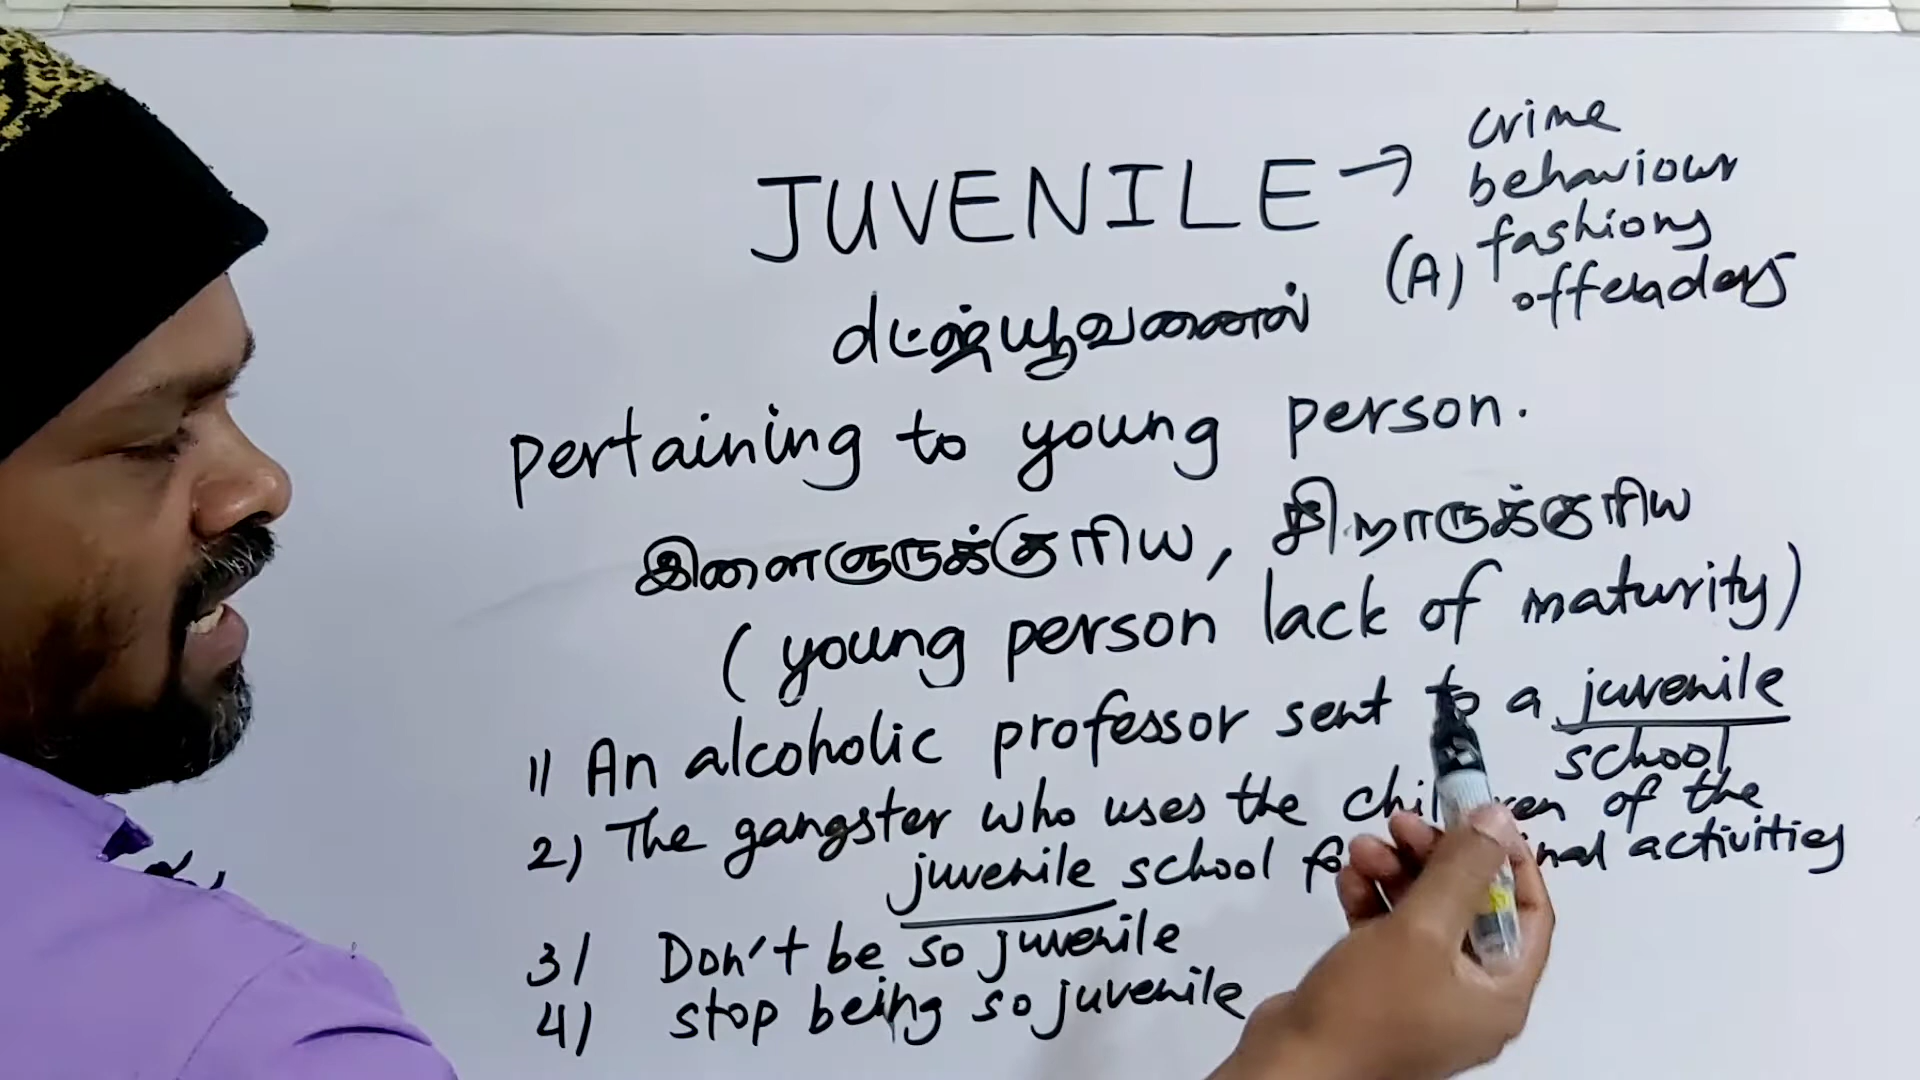 JUVENILE → crime
behaviour
(A) fashions
offenders
pertaining to young person.
இளைஞருக்குரிய, சிறாருக்குரிய
(young person lack of maturity)
1) An alcoholic professor sent to a juvenile
school
2) The gangster who uses the children of the
juvenile school activities
3) Don't be so juvenile
4) stop being so juvenile